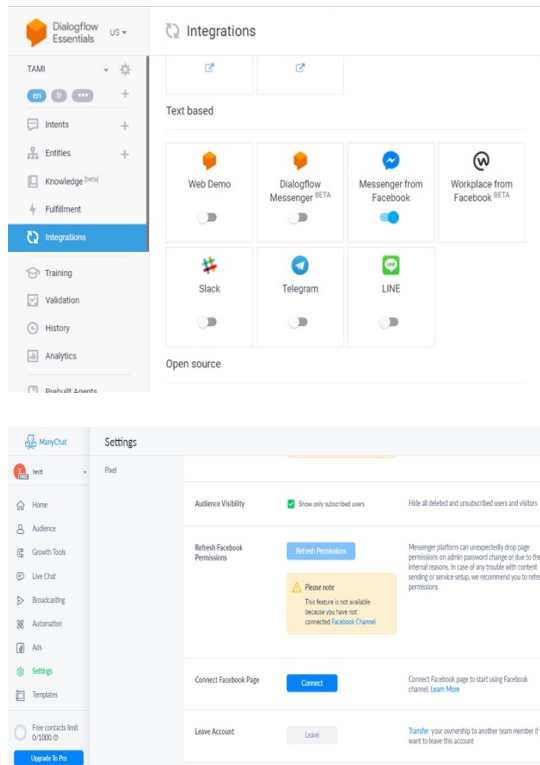 Dialogflow
Essentials
US
Integrations
TAMI
en fr
Intents
Entities
Knowledge [beta]
Fulfillment
Integrations
Training
Validation
History
Analytics
Prebuilt Agents
Text based
Web Demo
Dialogflow
Messenger BETA
Messenger from
Facebook
Workplace from
Facebook BETA
Slack
Telegram
LINE
Open source
ManyChat
Settings
Home
Audience
Growth Tools
Live Chat
Broadcasting
Automation
Ads
Settings
Templates
Free contacts limit
0/1000
Upgrade To Pro
Pixel
Audience Visibility
Show only subscribed users
Hide all deleted and unsubscribed users and visitors
Refresh Facebook
Permissions
Refresh Permissions
Please note
This feature is not available
because you have not
connected Facebook Channel
Messenger platform can unexpectedly drop page
permissions on admin password change or due to the
internal reasons. In case of any trouble with content
sending or service setup, we recommend you to refre
permissions
Connect Facebook Page
Connect
Connect Facebook page to start using Facebook
channel. Learn More
Leave Account
Leave
Transfer your ownership to another team member if
want to leave this account